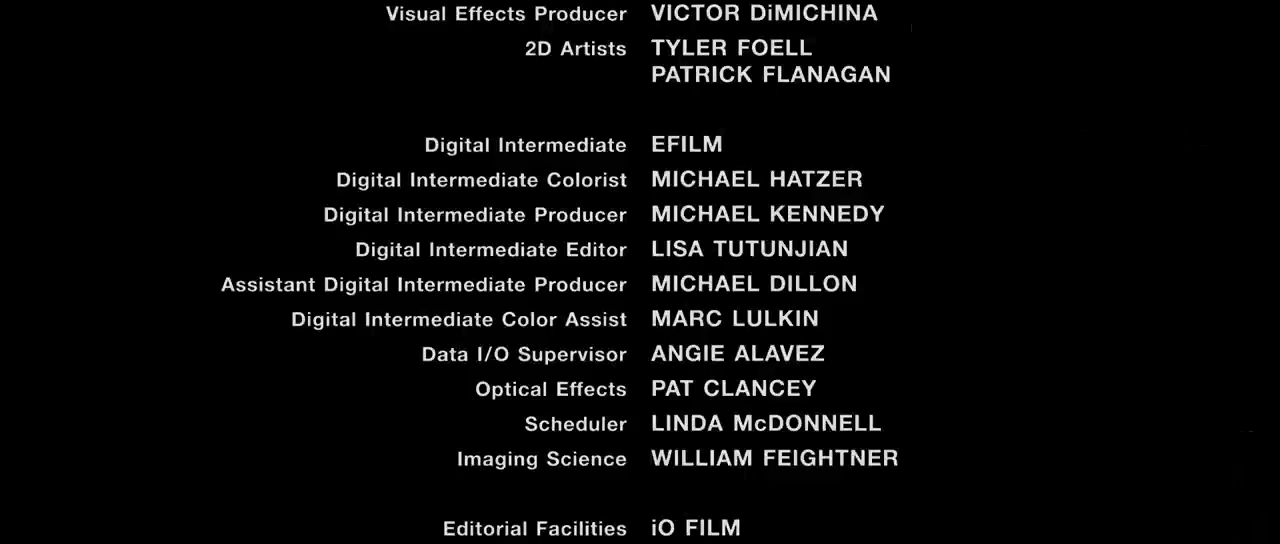 Visual Effects Producer VICTOR DiMICHINA
2D Artists TYLER FOELL
PATRICK FLANAGAN
Digital Intermediate EFILM
Digital Intermediate Colorist MICHAEL HATZER
Digital Intermediate Producer MICHAEL KENNEDY
Digital Intermediate Editor LISA TUTUNJIAN
Assistant Digital Intermediate Producer MICHAEL DILLON
Digital Intermediate Color Assist MARC LULKIN
Data I/O Supervisor ANGIE ALAVEZ
Optical Effects PAT CLANCEY
Scheduler LINDA McDONNELL
Imaging Science WILLIAM FEIGHTNER
Editorial Facilities iO FILM